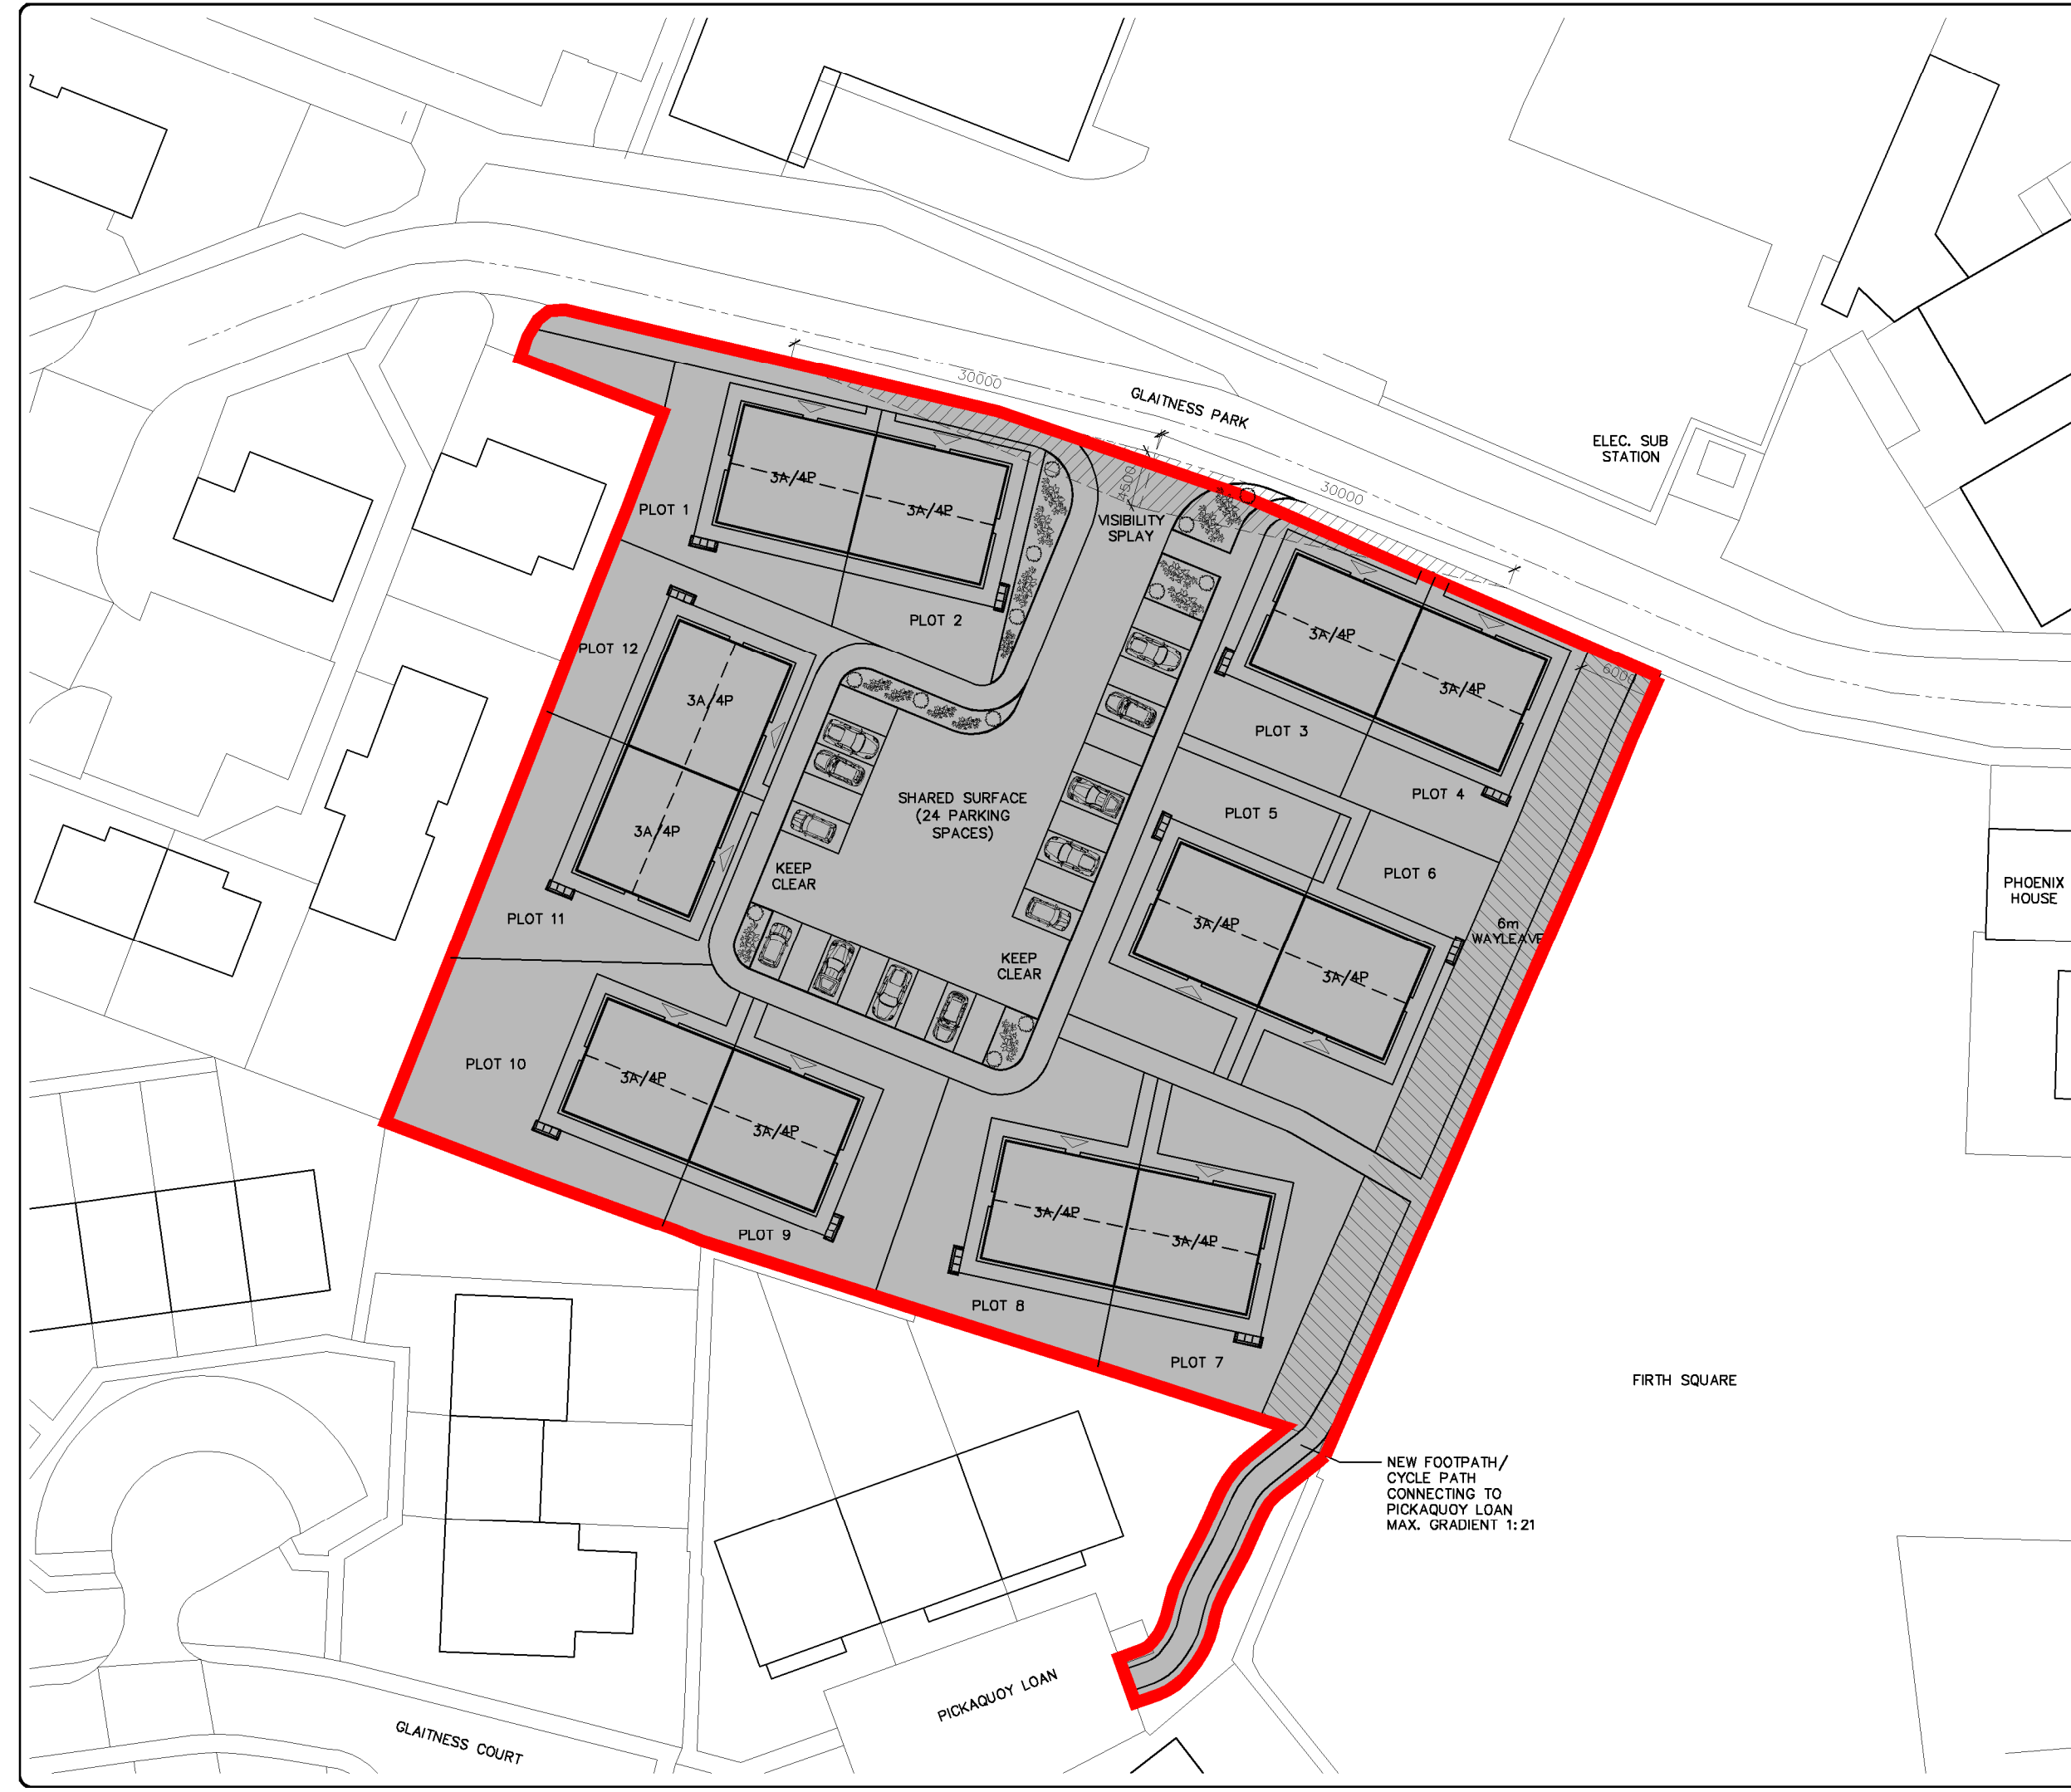 30000
GLAITNESS PARK
ELEC. SUB
STATION
3A/4P
3A/4P
4500
30000
PLOT 1
VISIBILITY
SPLAY
PLOT 2
3A/4P
3A/4P
6000
PLOT 12
3A/4P
3A/4P
PLOT 3
PLOT 4
SHARED SURFACE
(24 PARKING
SPACES)
PLOT 5
PLOT 6
KEEP
CLEAR
PHOENIX
HOUSE
PLOT 11
3A/4P
3A/4P
6m
WAYLEAVE
KEEP
CLEAR
PLOT 10
3A/4P
3A/4P
3A/4P
3A/4P
PLOT 9
PLOT 8
PLOT 7
FIRTH SQUARE
NEW FOOTPATH/
CYCLE PATH
CONNECTING TO
PICKAQUOY LOAN
MAX. GRADIENT 1:21
PICKAQUOY LOAN
GLAITNESS COURT